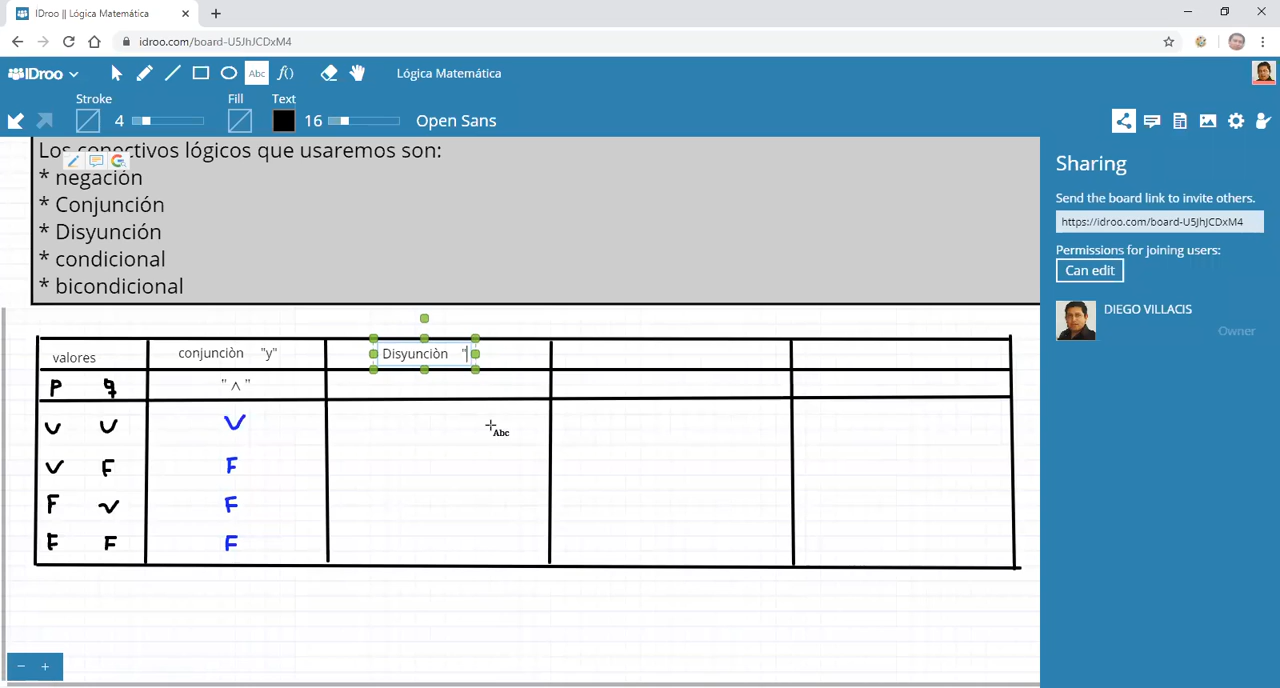 IDroo || Lógica Matemática
idroo.com/board-U5JhJCDxM4
IDroo Abc f() Lógica Matemática
Stroke Fill Text
4 16 Open Sans
Los conectivos lógicos que usaremos son:
* negación
* Conjunción
* Disyunción
* condicional
* bicondicional
valores conjunciòn "y" Disyunciòn "
p q " ∧ "
V V V
V F F
F V F
F F F
Abc
Sharing
Send the board link to invite others.
https://idroo.com/board-U5JhJCDxM4
Permissions for joining users:
Can edit
DIEGO VILLACIS
Owner